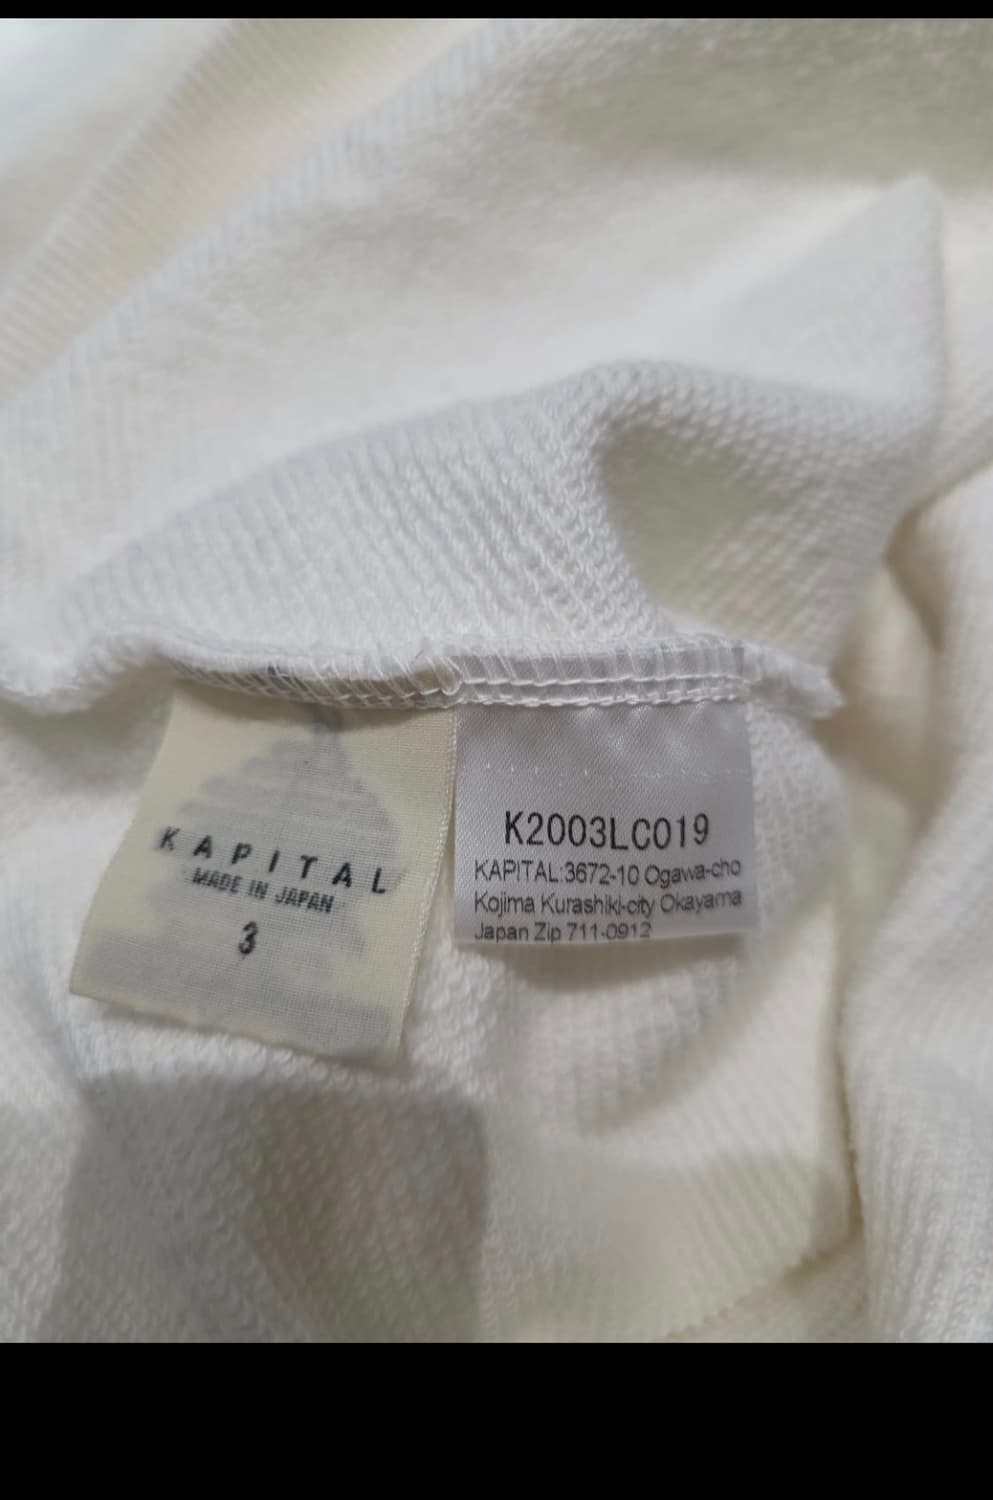 KAPITAL
MADE IN JAPAN
3
K2003LC019
KAPITAL:3672-10 Ogawa-cho
Kojima Kurashiki-city Okayama
Japan Zip 711-0912